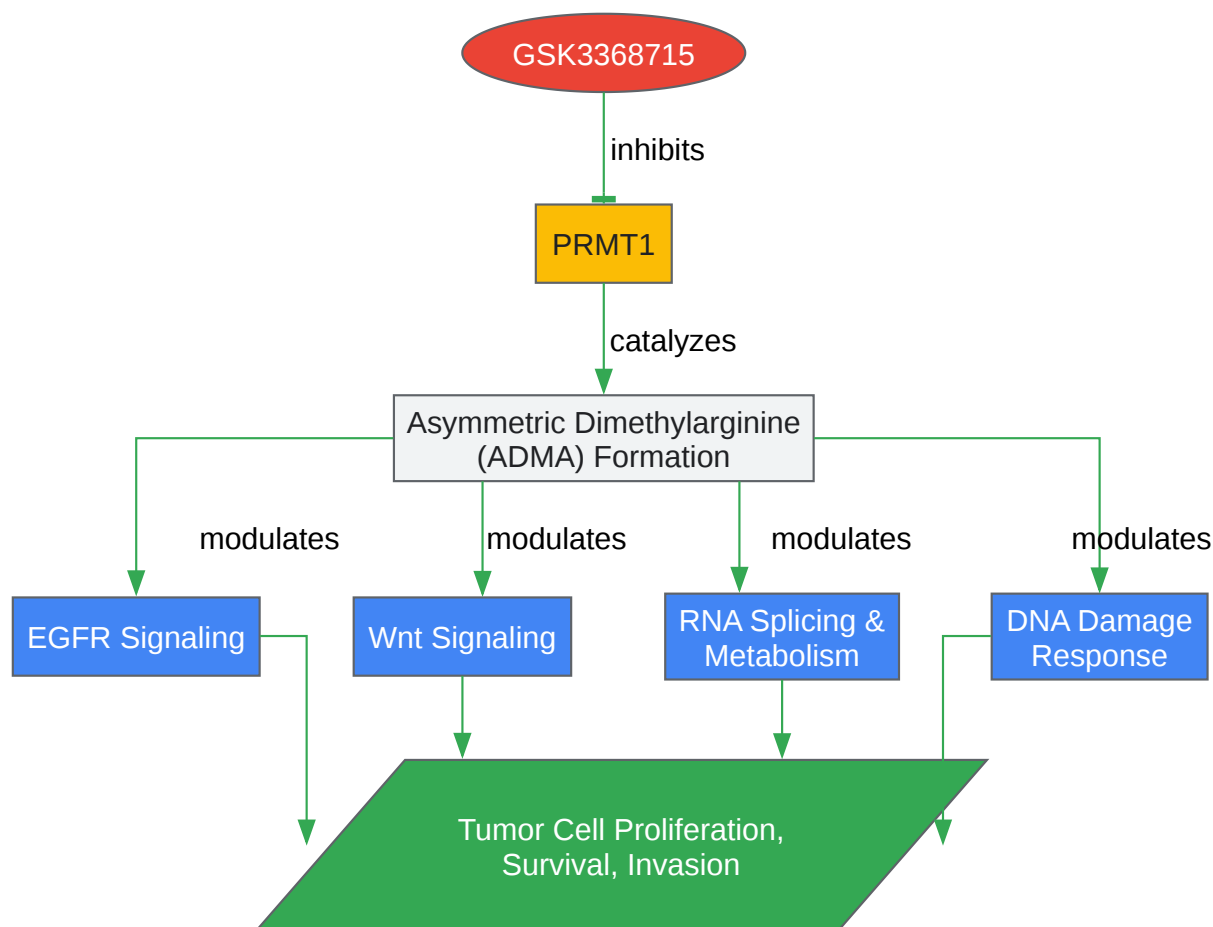 GSK3368715
inhibits
PRMT1
catalyzes
Asymmetric Dimethylarginine
(ADMA) Formation
modulates
modulates
modulates
modulates
EGFR Signaling
Wnt Signaling
RNA Splicing &
Metabolism
DNA Damage
Response
Tumor Cell Proliferation,
Survival, Invasion